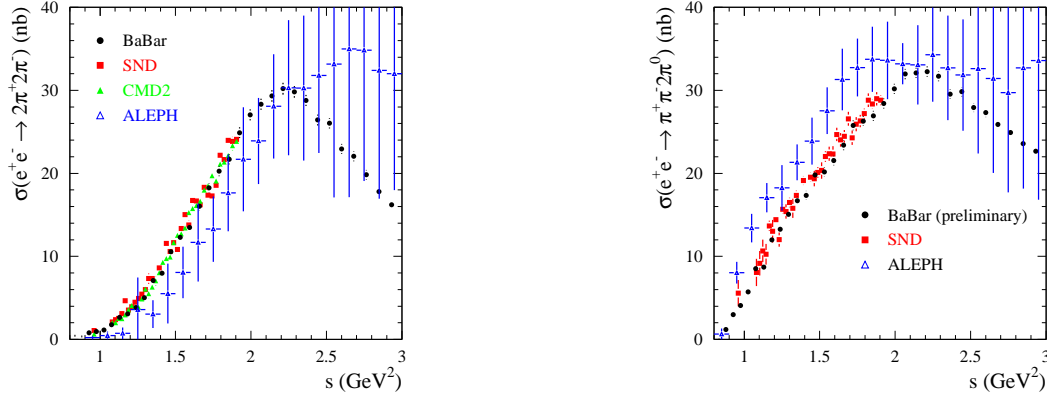 σ(e⁺e⁻ → 2π⁺2π⁻) (nb)
40
30
20
10
0
BaBar
SND
CMD2
ALEPH
1 1.5 2 2.5 3
s (GeV²)
σ(e⁺e⁻ → π⁺π⁻2π⁰) (nb)
40
30
20
10
0
BaBar (preliminary)
SND
ALEPH
1 1.5 2 2.5 3
s (GeV²)